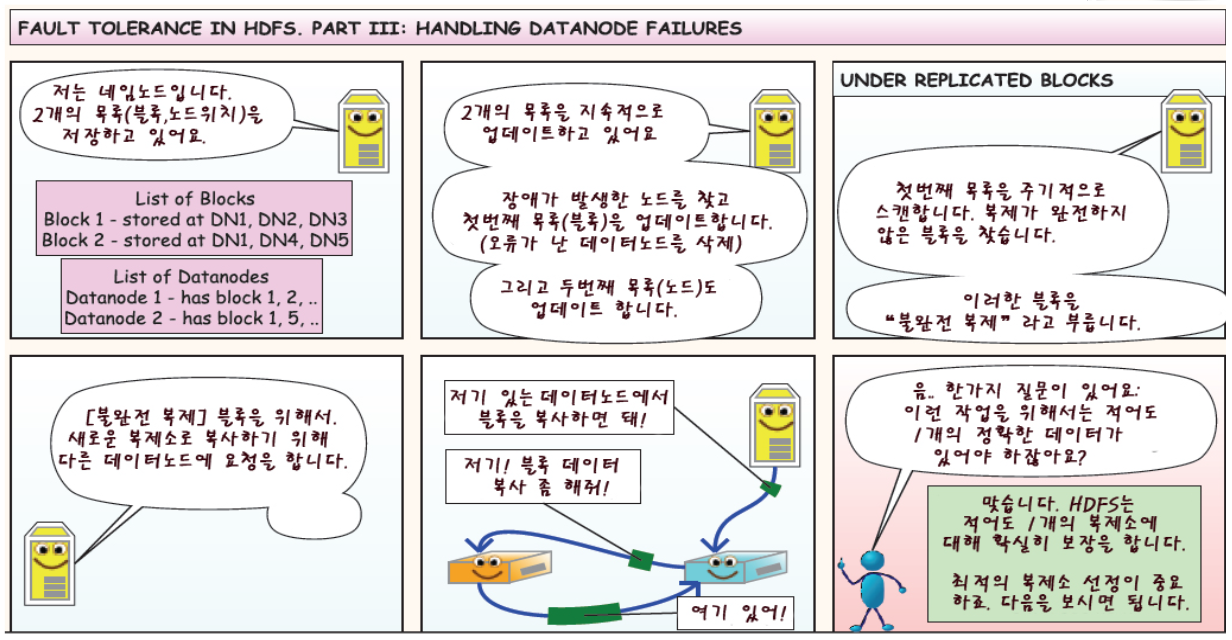 FAULT TOLERANCE IN HDFS. PART III: HANDLING DATANODE FAILURES
저는 네임노드입니다.
2개의 목록(블록,노드위치)을
저장하고 있어요.
List of Blocks
Block 1 - stored at DN1, DN2, DN3
Block 2 - stored at DN1, DN4, DN5
List of Datanodes
Datanode 1 - has block 1, 2, ..
Datanode 2 - has block 1, 5, ..
2개의 목록을 지속적으로
업데이트하고 있어요
장애가 발생한 노드를 찾고
첫번째 목록(블록)을 업데이트합니다.
(오류가 난 데이터노드를 삭제)
그리고 두번째 목록(노드)도
업데이트 합니다.
UNDER REPLICATED BLOCKS
첫번째 목록을 주기적으로
스캔합니다. 복제가 완전하지
않은 블록을 찾습니다.
이러한 블록을
“불완전 복제” 라고 부릅니다.
[불완전 복제] 블록을 위해서.
새로운 복제소로 복사하기 위해
다른 데이터노드에 요청을 합니다.
저기 있는 데이터노드에서
블록을 복사하면 돼!
저기! 블록 데이터
복사 좀 해줘!
여기 있어!
음.. 한가지 질문이 있어요:
이런 작업을 위해서는 적어도
1개의 정확한 데이터가
있어야 하잖아요?
맞습니다. HDFS는
적어도 1개의 복제소에
대해 확실히 보장을 합니다.
최적의 복제소 선정이 중요
하죠. 다음을 보시면 됩니다.